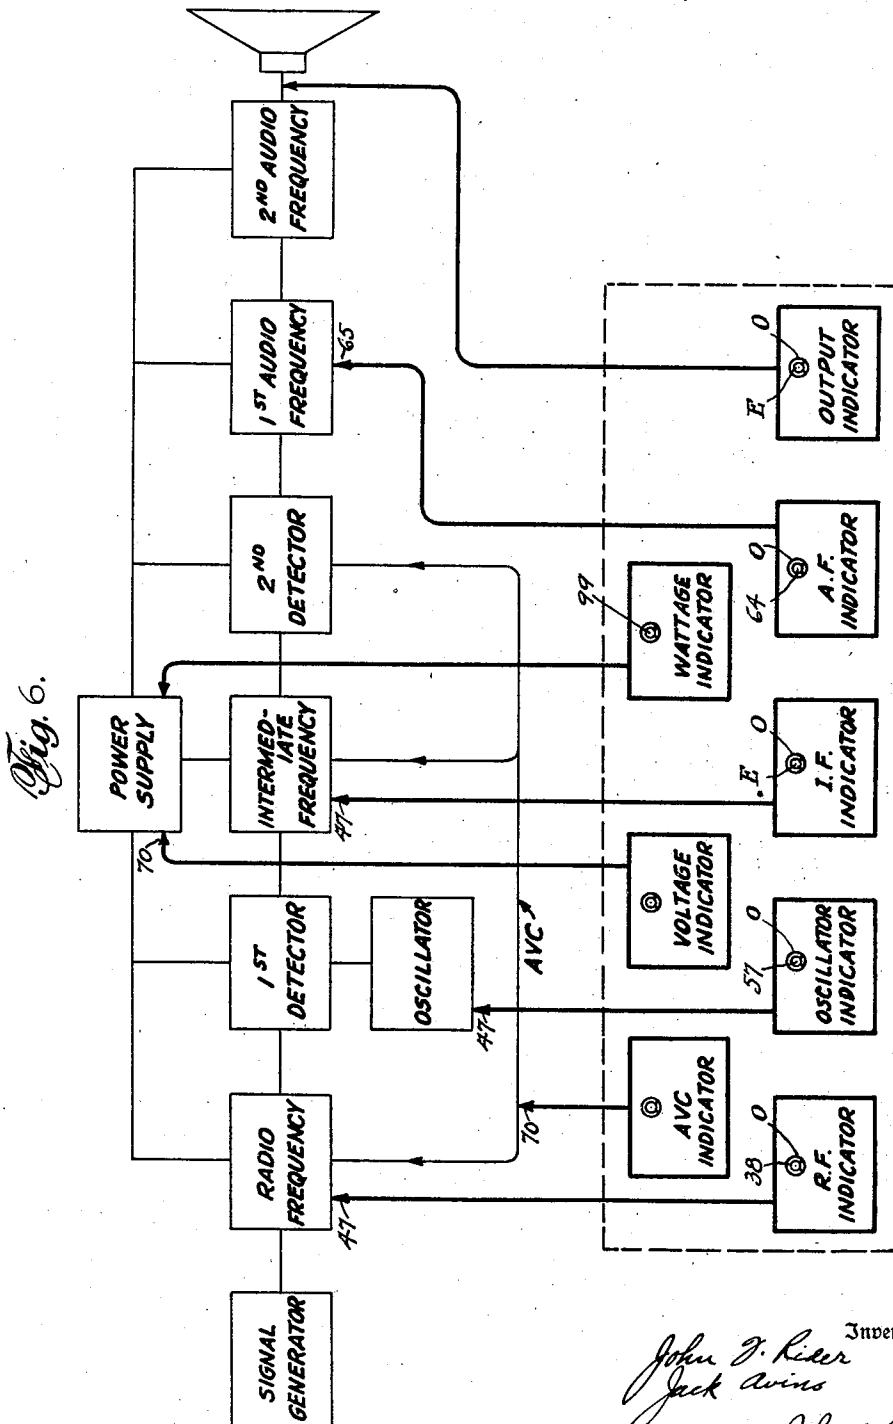 Fig. 6.
SIGNAL
GENERATOR
RADIO
FREQUENCY
1ST
DETECTOR
OSCILLATOR
INTERMED-
IATE
FREQUENCY
2ND
DETECTOR
1ST AUDIO
FREQUENCY
2ND AUDIO
FREQUENCY
POWER
SUPPLY
70
47
47
47
65
70
AVC
AVC
INDICATOR
VOLTAGE
INDICATOR
99
WATTAGE
INDICATOR
38
O
R.F.
INDICATOR
57
O
OSCILLATOR
INDICATOR
E
O
I.F.
INDICATOR
64
O
A.F.
INDICATOR
E
O
OUTPUT
INDICATOR
John F. Rider
Jack Avins